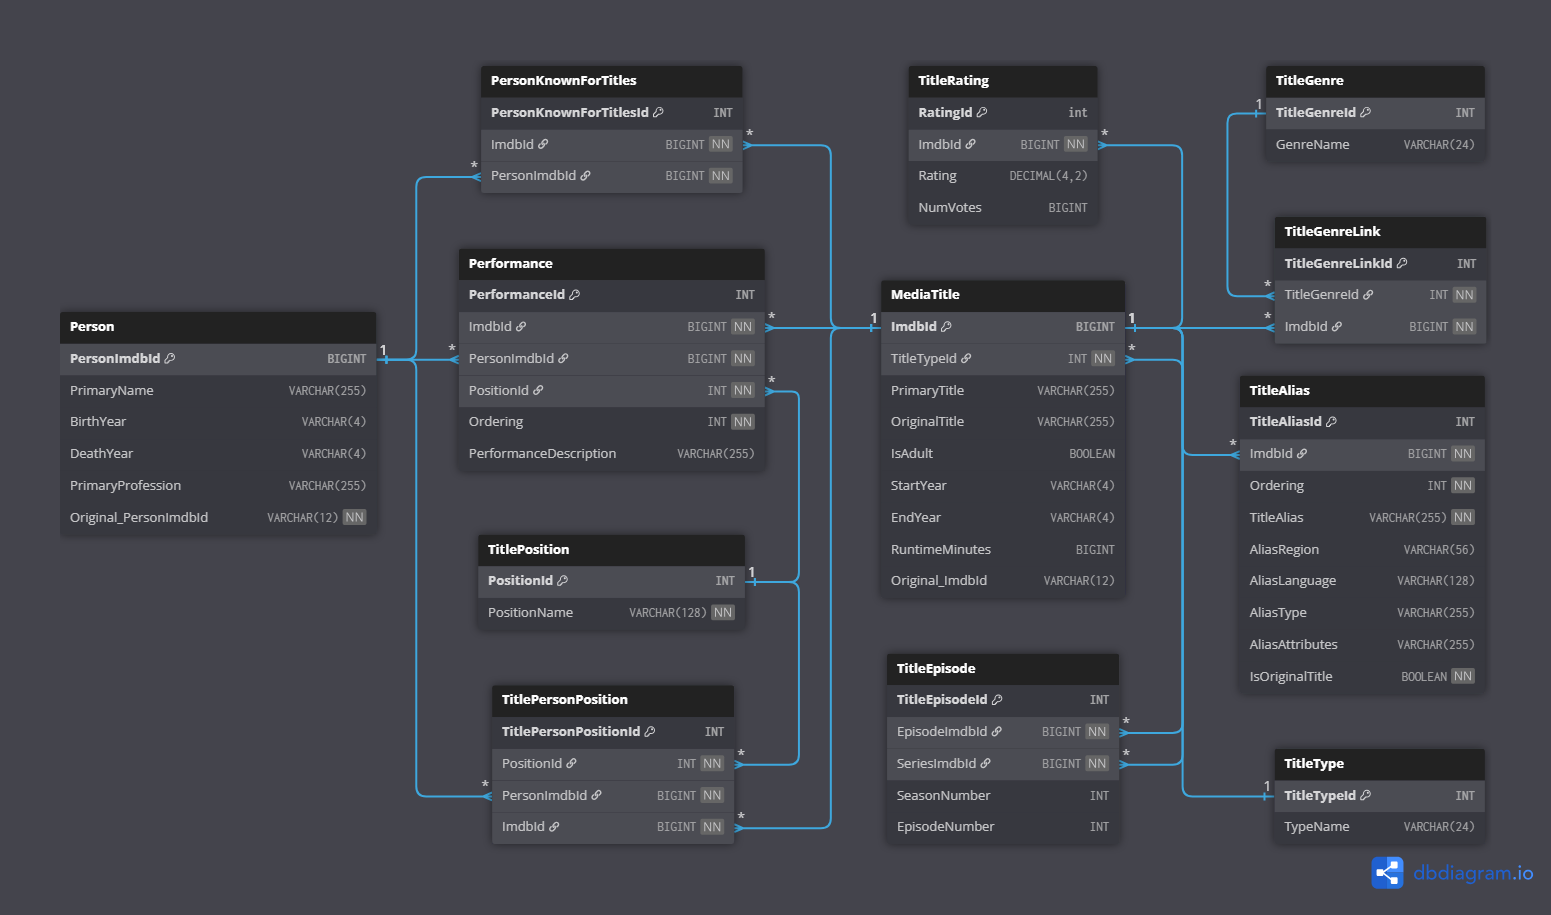 PersonKnownForTitles
PersonKnownForTitlesId INT
ImdbId BIGINT NN
PersonImdbId BIGINT NN
*
*
TitleRating
RatingId int
ImdbId BIGINT NN
Rating DECIMAL(4,2)
NumVotes BIGINT
*
TitleGenre
TitleGenreId INT
GenreName VARCHAR(24)
1
TitleGenreLink
TitleGenreLinkId INT
TitleGenreId INT NN
ImdbId BIGINT NN
*
*
Performance
PerformanceId INT
ImdbId BIGINT NN
PersonImdbId BIGINT NN
PositionId INT NN
Ordering INT NN
PerformanceDescription VARCHAR(255)
*
*
*
MediaTitle
ImdbId BIGINT
TitleTypeId INT NN
PrimaryTitle VARCHAR(255)
OriginalTitle VARCHAR(255)
IsAdult BOOLEAN
StartYear VARCHAR(4)
EndYear VARCHAR(4)
RuntimeMinutes BIGINT
Original_ImdbId VARCHAR(12)
1
1
*
Person
PersonImdbId BIGINT
PrimaryName VARCHAR(255)
BirthYear VARCHAR(4)
DeathYear VARCHAR(4)
PrimaryProfession VARCHAR(255)
Original_PersonImdbId VARCHAR(12) NN
1
TitleAlias
TitleAliasId INT
ImdbId BIGINT NN
Ordering INT NN
TitleAlias VARCHAR(255) NN
AliasRegion VARCHAR(56)
AliasLanguage VARCHAR(128)
AliasType VARCHAR(255)
AliasAttributes VARCHAR(255)
IsOriginalTitle BOOLEAN NN
*
TitlePosition
PositionId INT
PositionName VARCHAR(128) NN
1
TitlePersonPosition
TitlePersonPositionId INT
PositionId INT NN
PersonImdbId BIGINT NN
ImdbId BIGINT NN
*
*
*
TitleEpisode
TitleEpisodeId INT
EpisodeImdbId BIGINT NN
SeriesImdbId BIGINT NN
SeasonNumber INT
EpisodeNumber INT
*
*
TitleType
TitleTypeId INT
TypeName VARCHAR(24)
1
dbdiagram.io